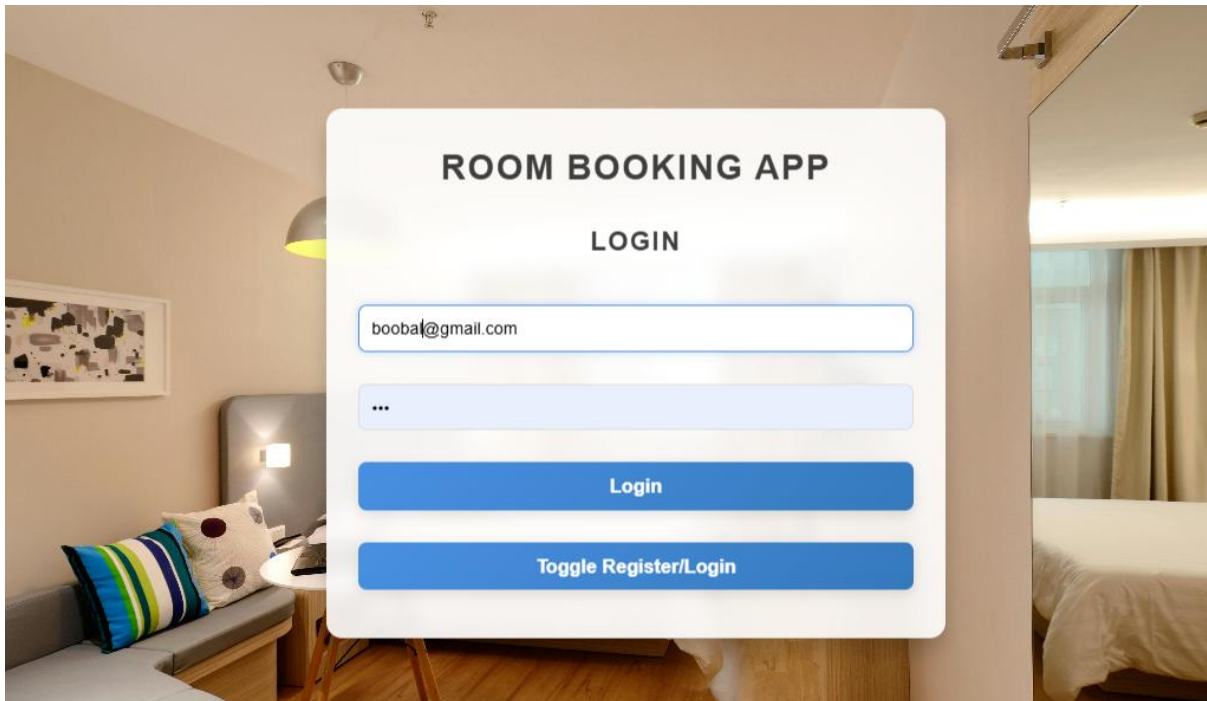 ROOM BOOKING APP
LOGIN
boobal@gmail.com
•••
Login
Toggle Register/Login